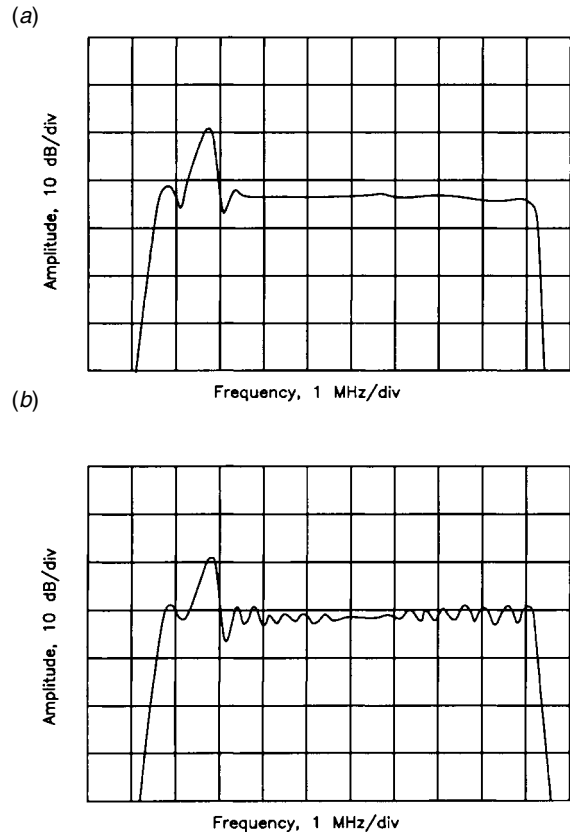 (a)
Amplitude, 10 dB/div
Frequency, 1 MHz/div
(b)
Amplitude, 10 dB/div
Frequency, 1 MHz/div